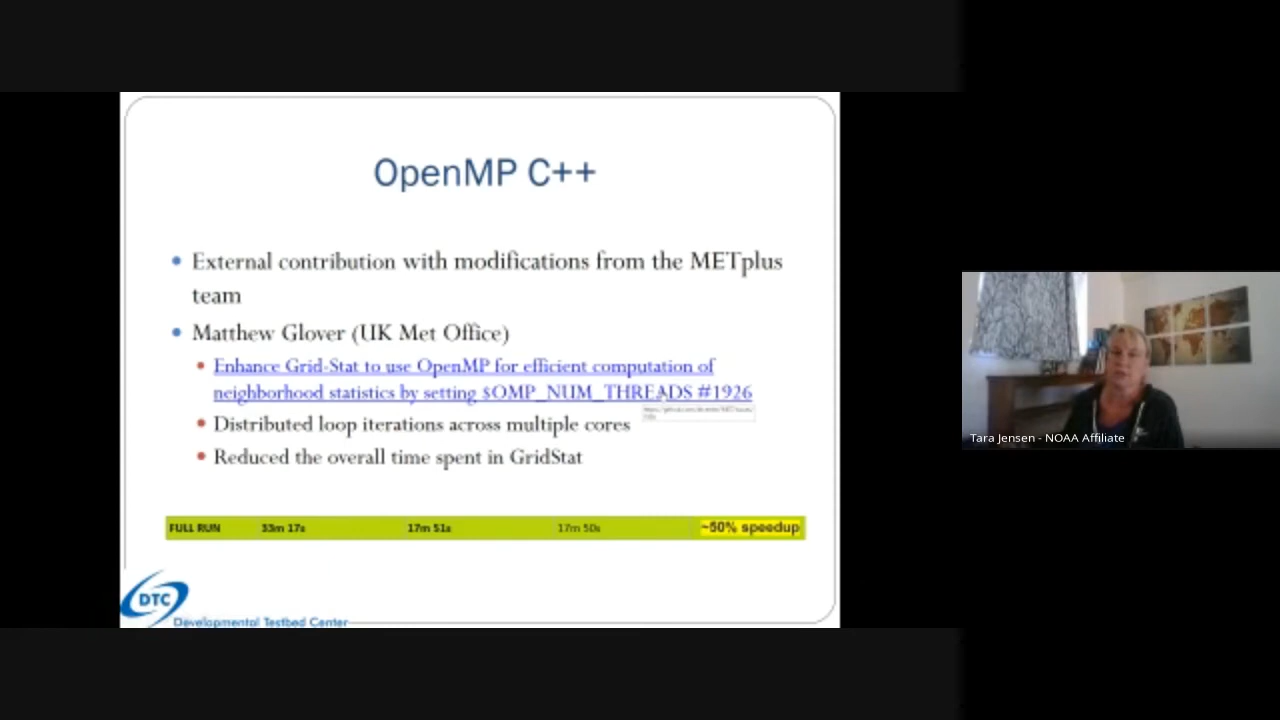 OpenMP C++
External contribution with modifications from the METplus
team
Matthew Glover (UK Met Office)
Enhance Grid-Stat to use OpenMP for efficient computation of
neighborhood statistics by setting $OMP_NUM_THREADS #1926
Distributed loop iterations across multiple cores
Reduced the overall time spent in GridStat
FULL RUN 33m 17s 17m 51s 17m 50s ~50% speedup
DTC
Developmental Testbed Center
Tara Jensen - NOAA Affiliate